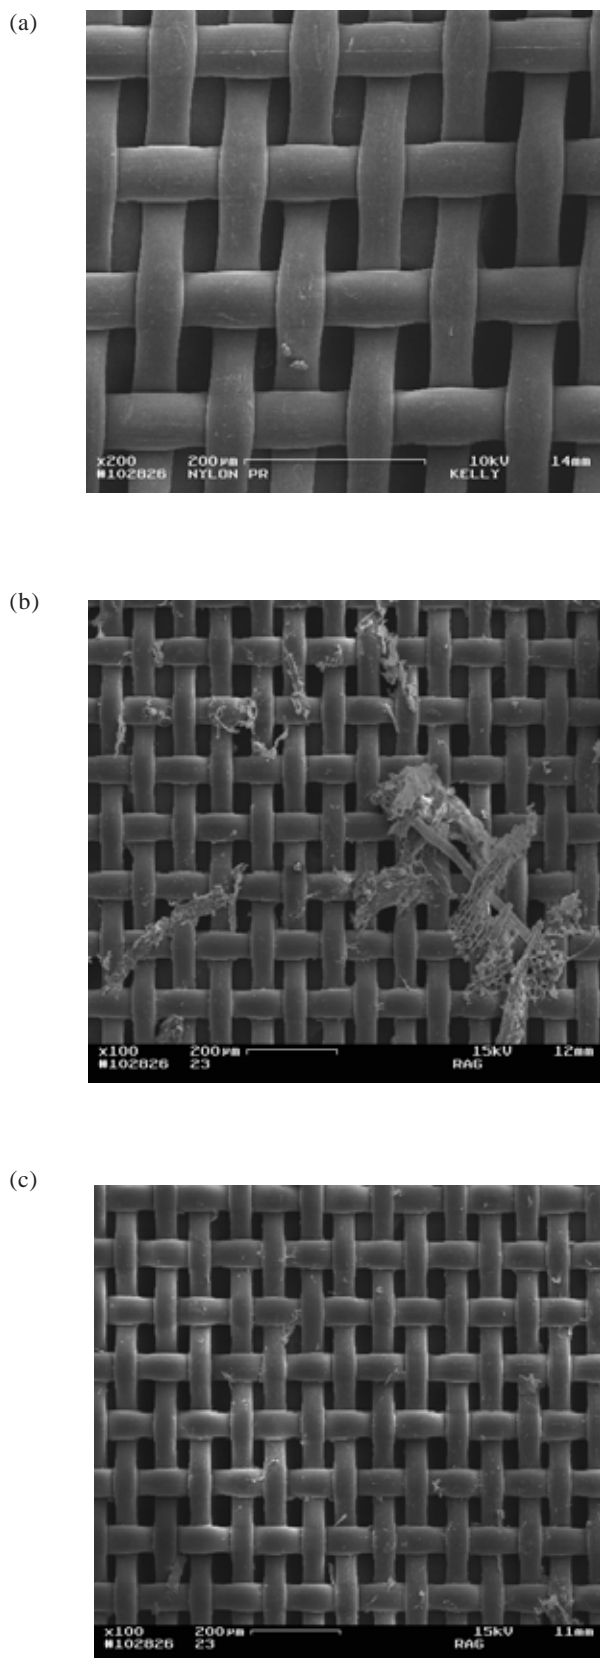 (a)
x200 200µm 10kV 14mm
#102826 NYLON PR KELLY
(b)
x100 200µm 15kV 12mm
#102826 23 RAG
(c)
x100 200µm 15kV 11mm
#102826 23 RAG